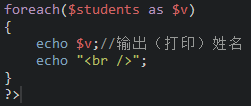 foreach($students as $v)
{
    echo $v;//输出（打印）姓名
    echo "<br />";
}
?>